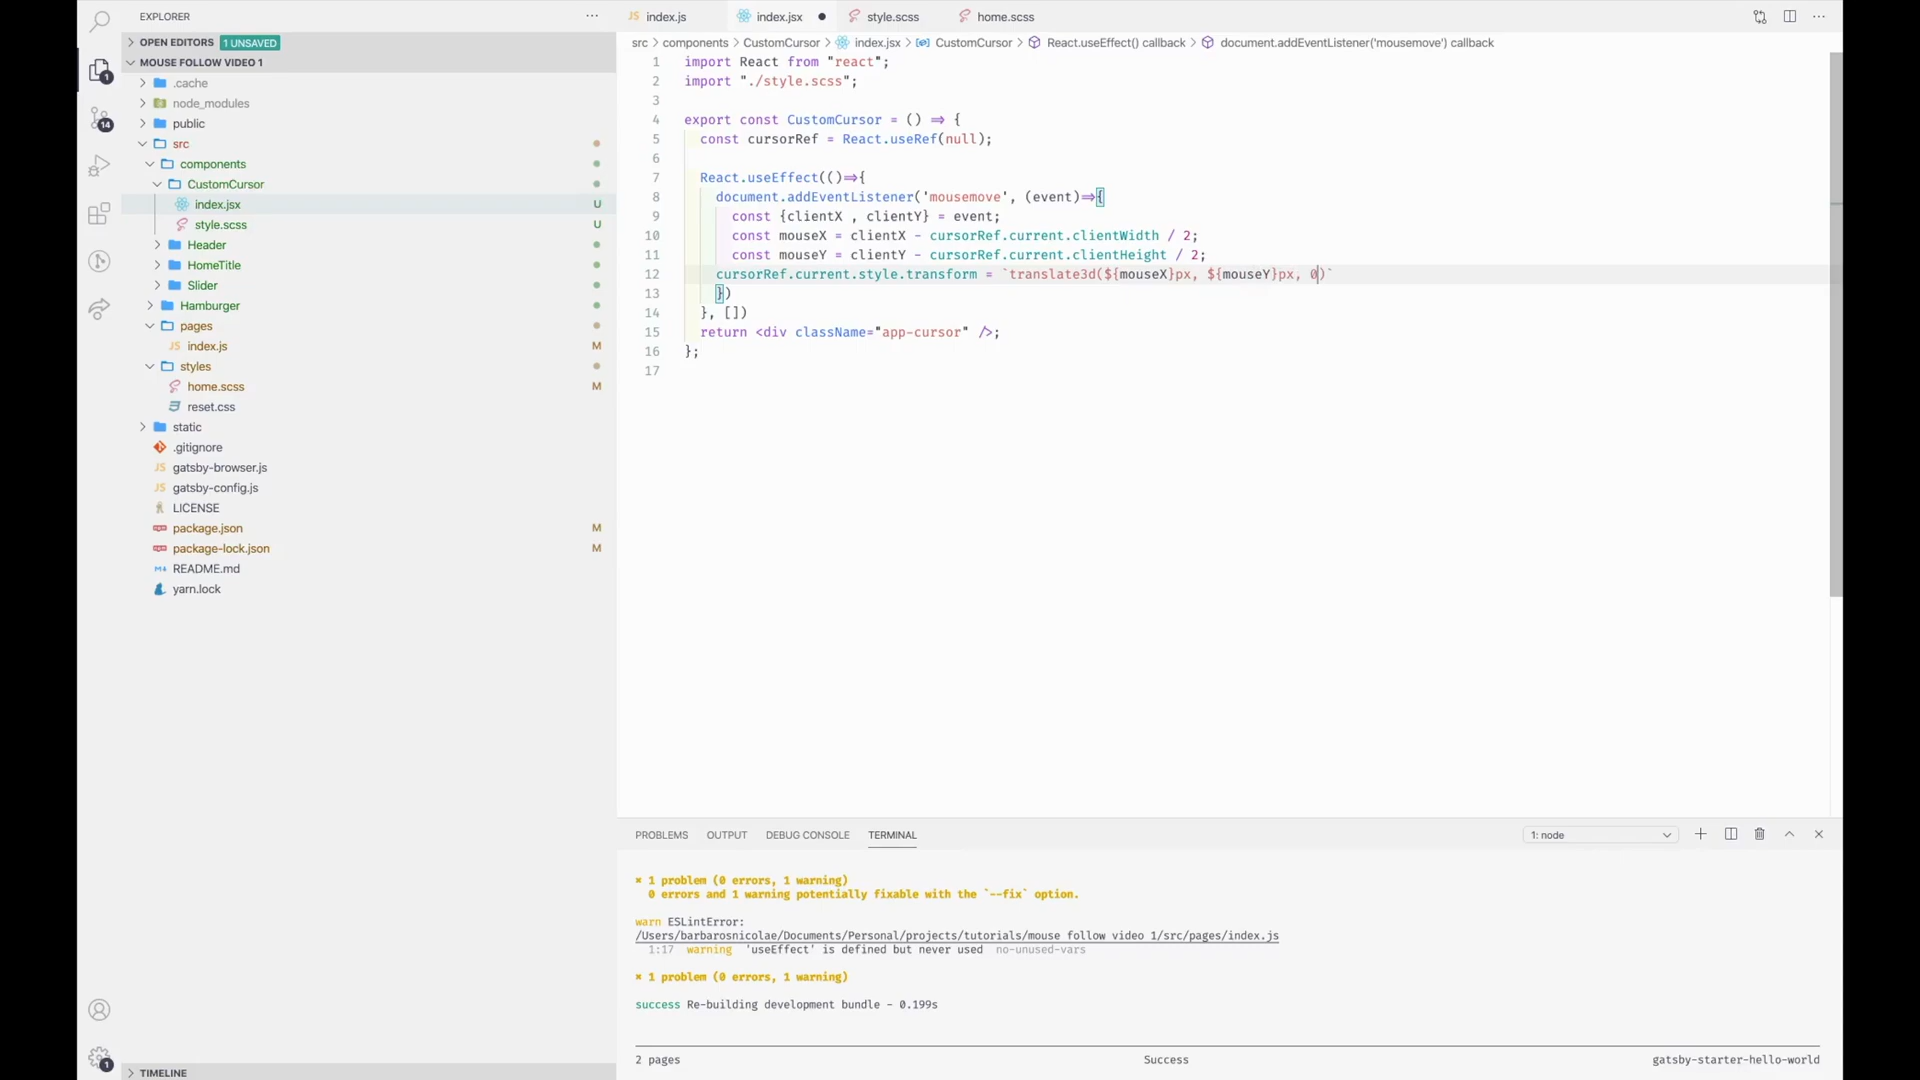 EXPLORER
OPEN EDITORS 1 UNSAVED
MOUSE FOLLOW VIDEO 1
.cache
node_modules
public
src
components
CustomCursor
index.jsx U
style.scss U
Header
HomeTitle
Slider
Hamburger
pages
JS index.js M
styles
home.scss M
reset.css
static
.gitignore
JS gatsby-browser.js
JS gatsby-config.js
LICENSE
package.json M
package-lock.json M
README.md
yarn.lock
TIMELINE
1
14
1
JS index.js index.jsx style.scss home.scss
src > components > CustomCursor > index.jsx > CustomCursor > React.useEffect() callback > document.addEventListener('mousemove') callback
1 import React from "react";
2 import "./style.scss";
3
4 export const CustomCursor = () => {
5 const cursorRef = React.useRef(null);
6
7 React.useEffect(()=>{
8 document.addEventListener('mousemove', (event)=>{
9 const {clientX , clientY} = event;
10 const mouseX = clientX - cursorRef.current.clientWidth / 2;
11 const mouseY = clientY - cursorRef.current.clientHeight / 2;
12 cursorRef.current.style.transform = `translate3d(${mouseX}px, ${mouseY}px, 0)`
13 })
14 }, [])
15 return <div className="app-cursor" />;
16 };
17
PROBLEMS OUTPUT DEBUG CONSOLE TERMINAL 1: node
✖ 1 problem (0 errors, 1 warning)
0 errors and 1 warning potentially fixable with the `--fix` option.
warn ESLintError:
/Users/barbarosnicolae/Documents/Personal/projects/tutorials/mouse follow video 1/src/pages/index.js
1:17 warning 'useEffect' is defined but never used no-unused-vars
✖ 1 problem (0 errors, 1 warning)
success Re-building development bundle - 0.199s
2 pages Success gatsby-starter-hello-world